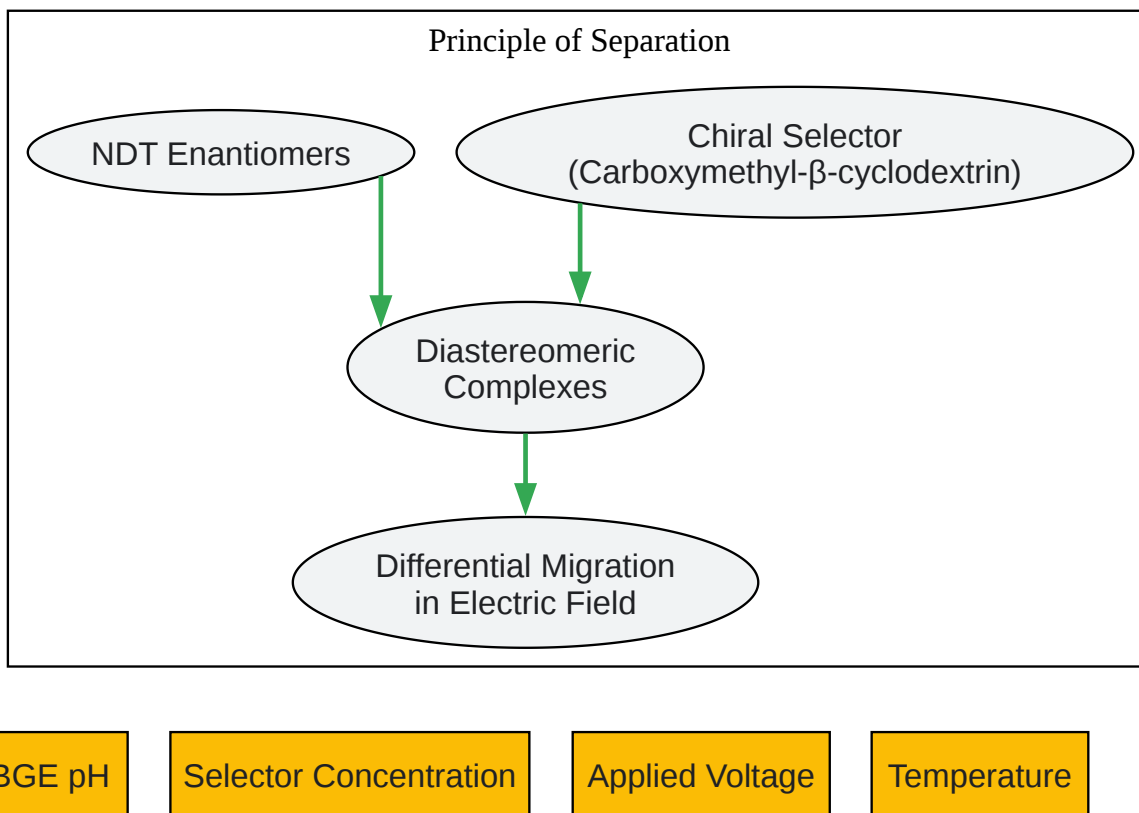 Principle of Separation
NDT Enantiomers
Chiral Selector
(Carboxymethyl-β-cyclodextrin)
Diastereomeric
Complexes
Differential Migration
in Electric Field
BGE pH
Selector Concentration
Applied Voltage
Temperature